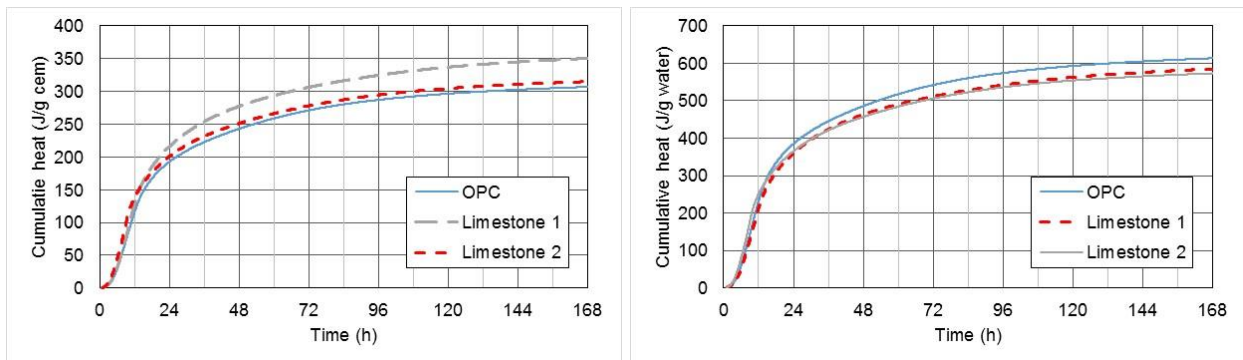 400
350
300
250
200
150
100
50
0
Cumulatie heat (J/g cem)
OPC
Limestone 1
Limestone 2
0 24 48 72 96 120 144 168
Time (h)
700
600
500
400
300
200
100
0
Cumulative heat (J/g water)
OPC
Limestone 1
Limestone 2
0 24 48 72 96 120 144 168
Time (h)